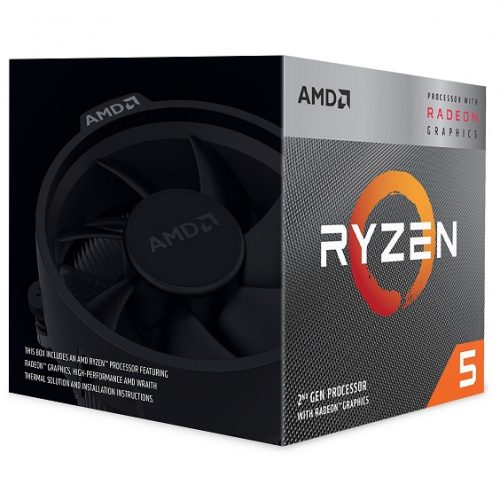 AMD
AMD
THIS BOX INCLUDES AN AMD RYZEN™ PROCESSOR FEATURING
RADEON™ GRAPHICS, HIGH-PERFORMANCE AMD WRAITH
THERMAL SOLUTION AND INSTALLATION INSTRUCTIONS.
AMD
PROCESSOR WITH
RADEON
GRAPHICS
RYZEN
2ND GEN PROCESSOR
WITH RADEON™ GRAPHICS
5